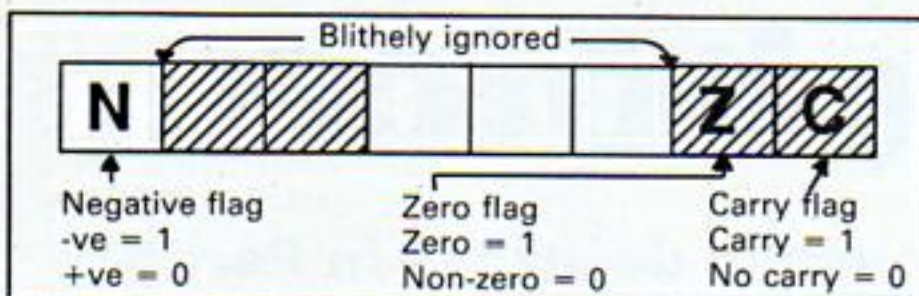 Blithely ignored
N Z C
Negative flag
-ve = 1
+ve = 0
Zero flag
Zero = 1
Non-zero = 0
Carry flag
Carry = 1
No carry = 0